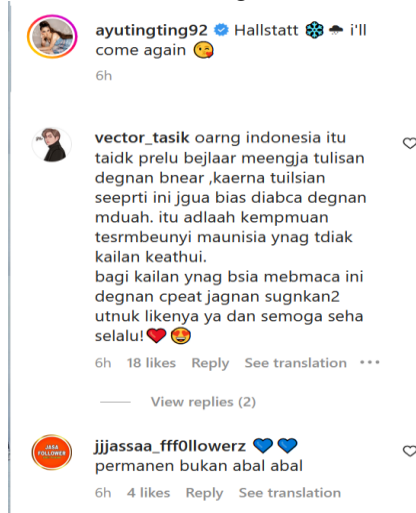 ayutingting92 Hallstatt ❄️🌧️ i'll
come again 😘
6h
vector_tasik oarng indonesia itu
taidk prelu bejlaar meengja tulisan
degnan bnear ,kaerna tuilsian
seeprti ini jgua bias diabca degnan
mduah. itu adlaah kempmuan
tesrmbeunyi maunisia ynag tdiak
kailan keathui.
bagi kailan ynag bsia mebmaca ini
degnan cpeat jagnan sugnkan2
utnuk likenya ya dan semoga seha
selalu!❤️😍
6h 18 likes Reply See translation •••
View replies (2)
JASA
FOLLOWER
jjjassaa_fff0llowerz 💙💙
permanen bukan abal abal
6h 4 likes Reply See translation